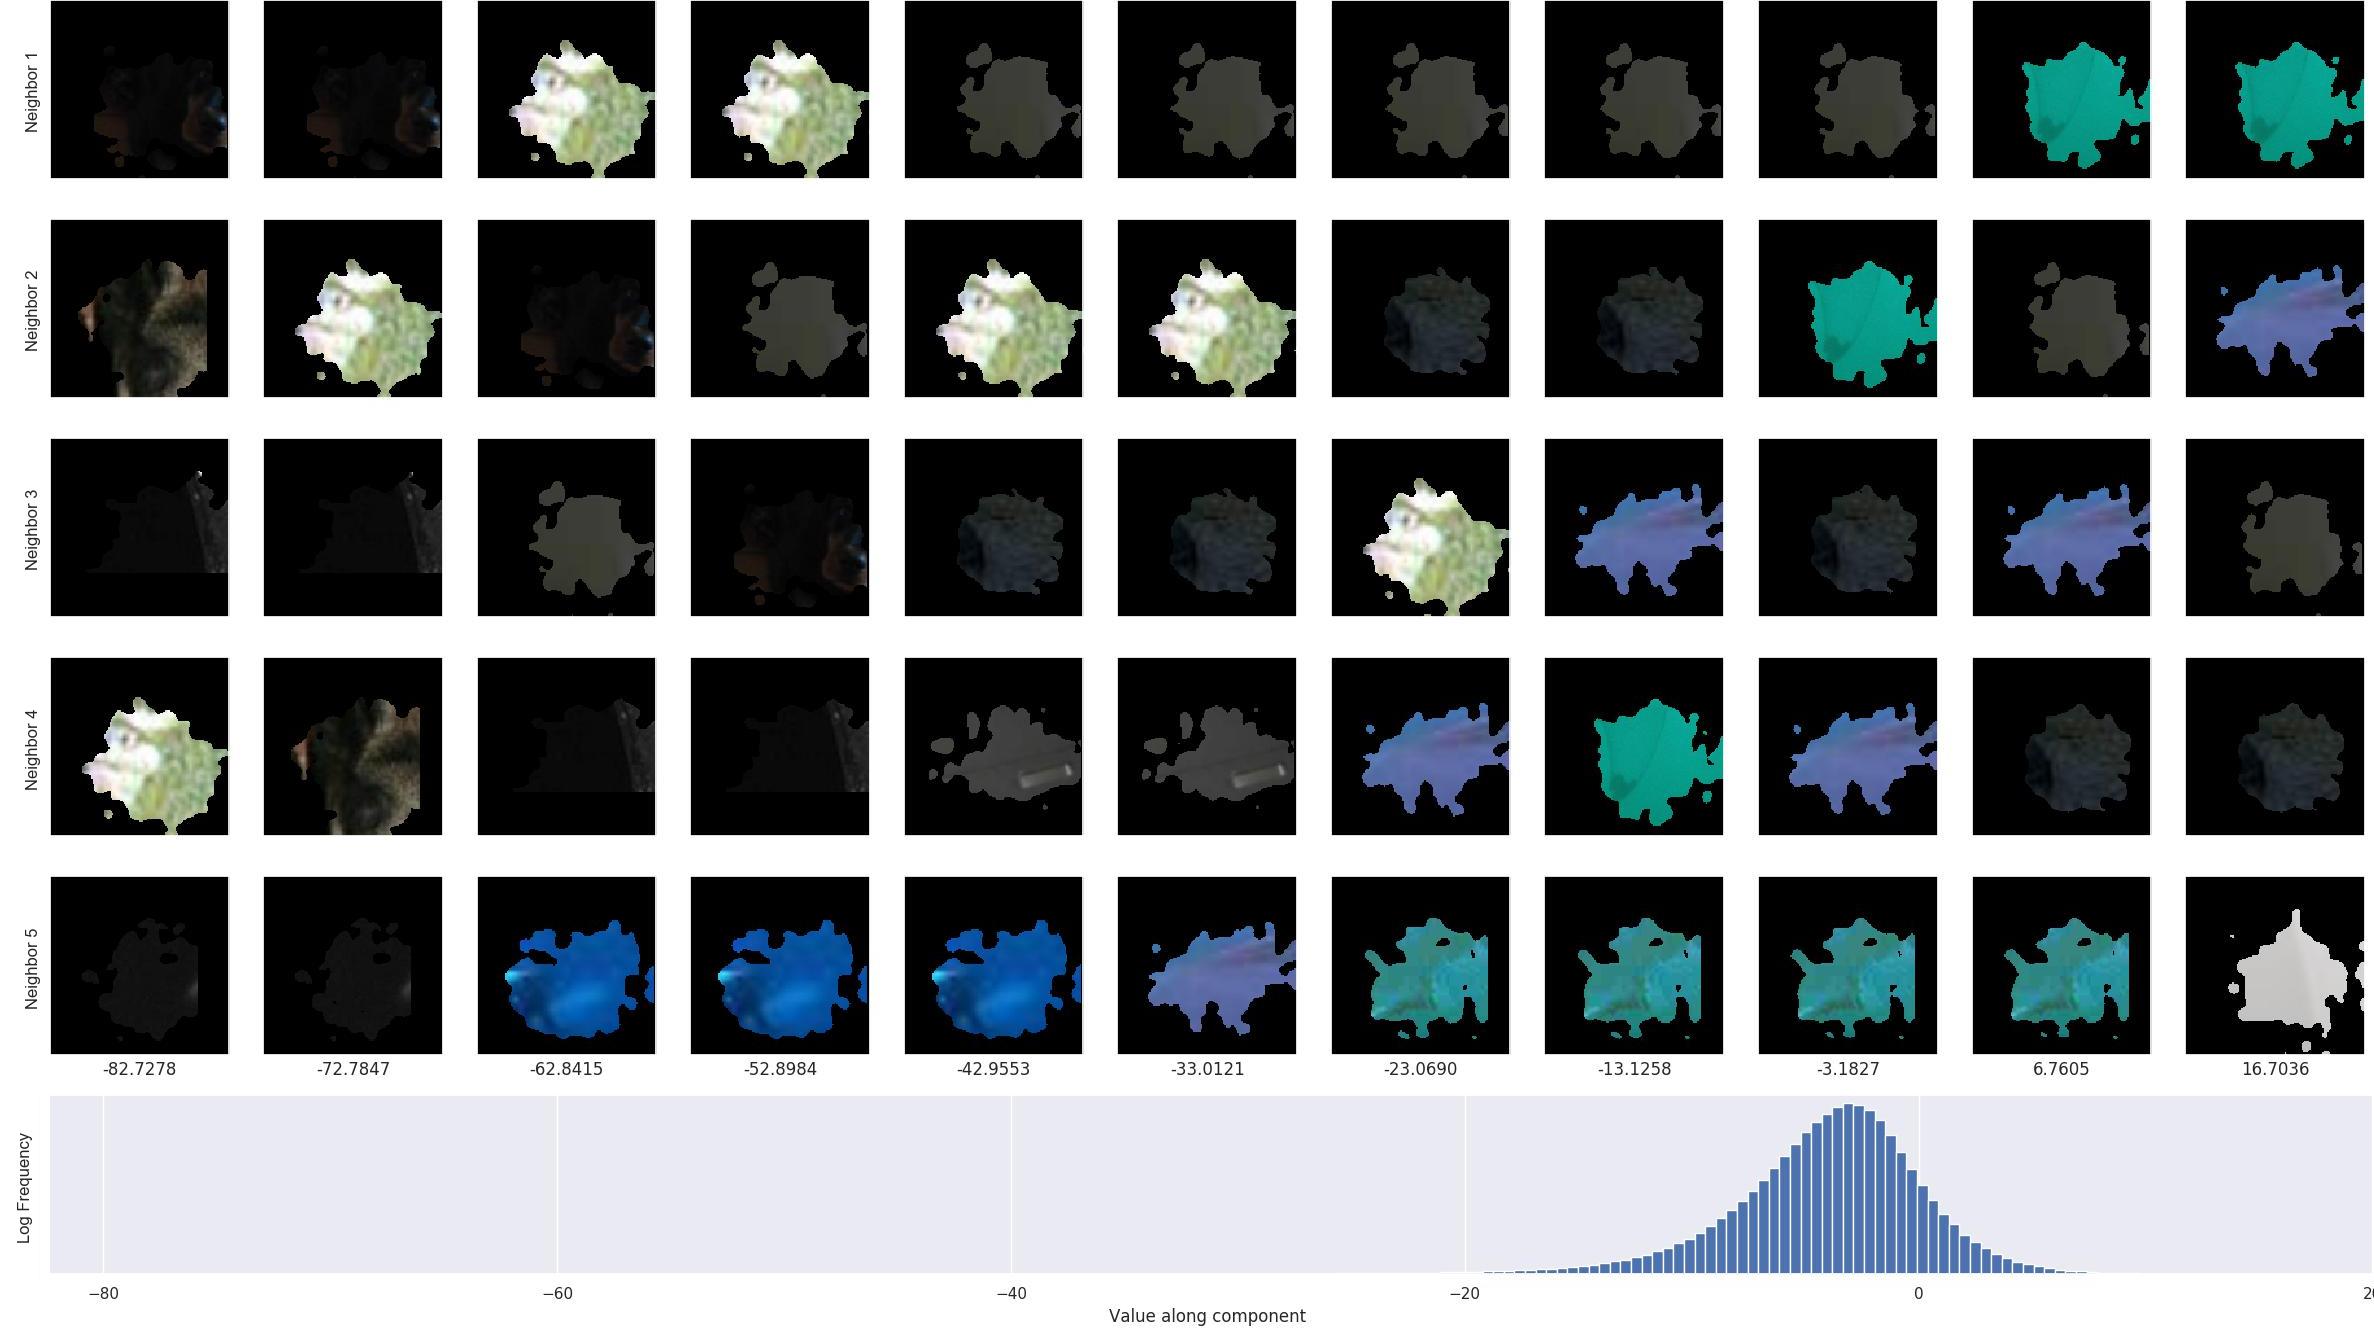 Neighbor 1
Neighbor 2
Neighbor 3
Neighbor 4
Neighbor 5
-82.7278 -72.7847 -62.8415 -52.8984 -42.9553 -33.0121 -23.0690 -13.1258 -3.1827 6.7605 16.7036
Log Frequency
−80 −60 −40 −20 0
Value along component